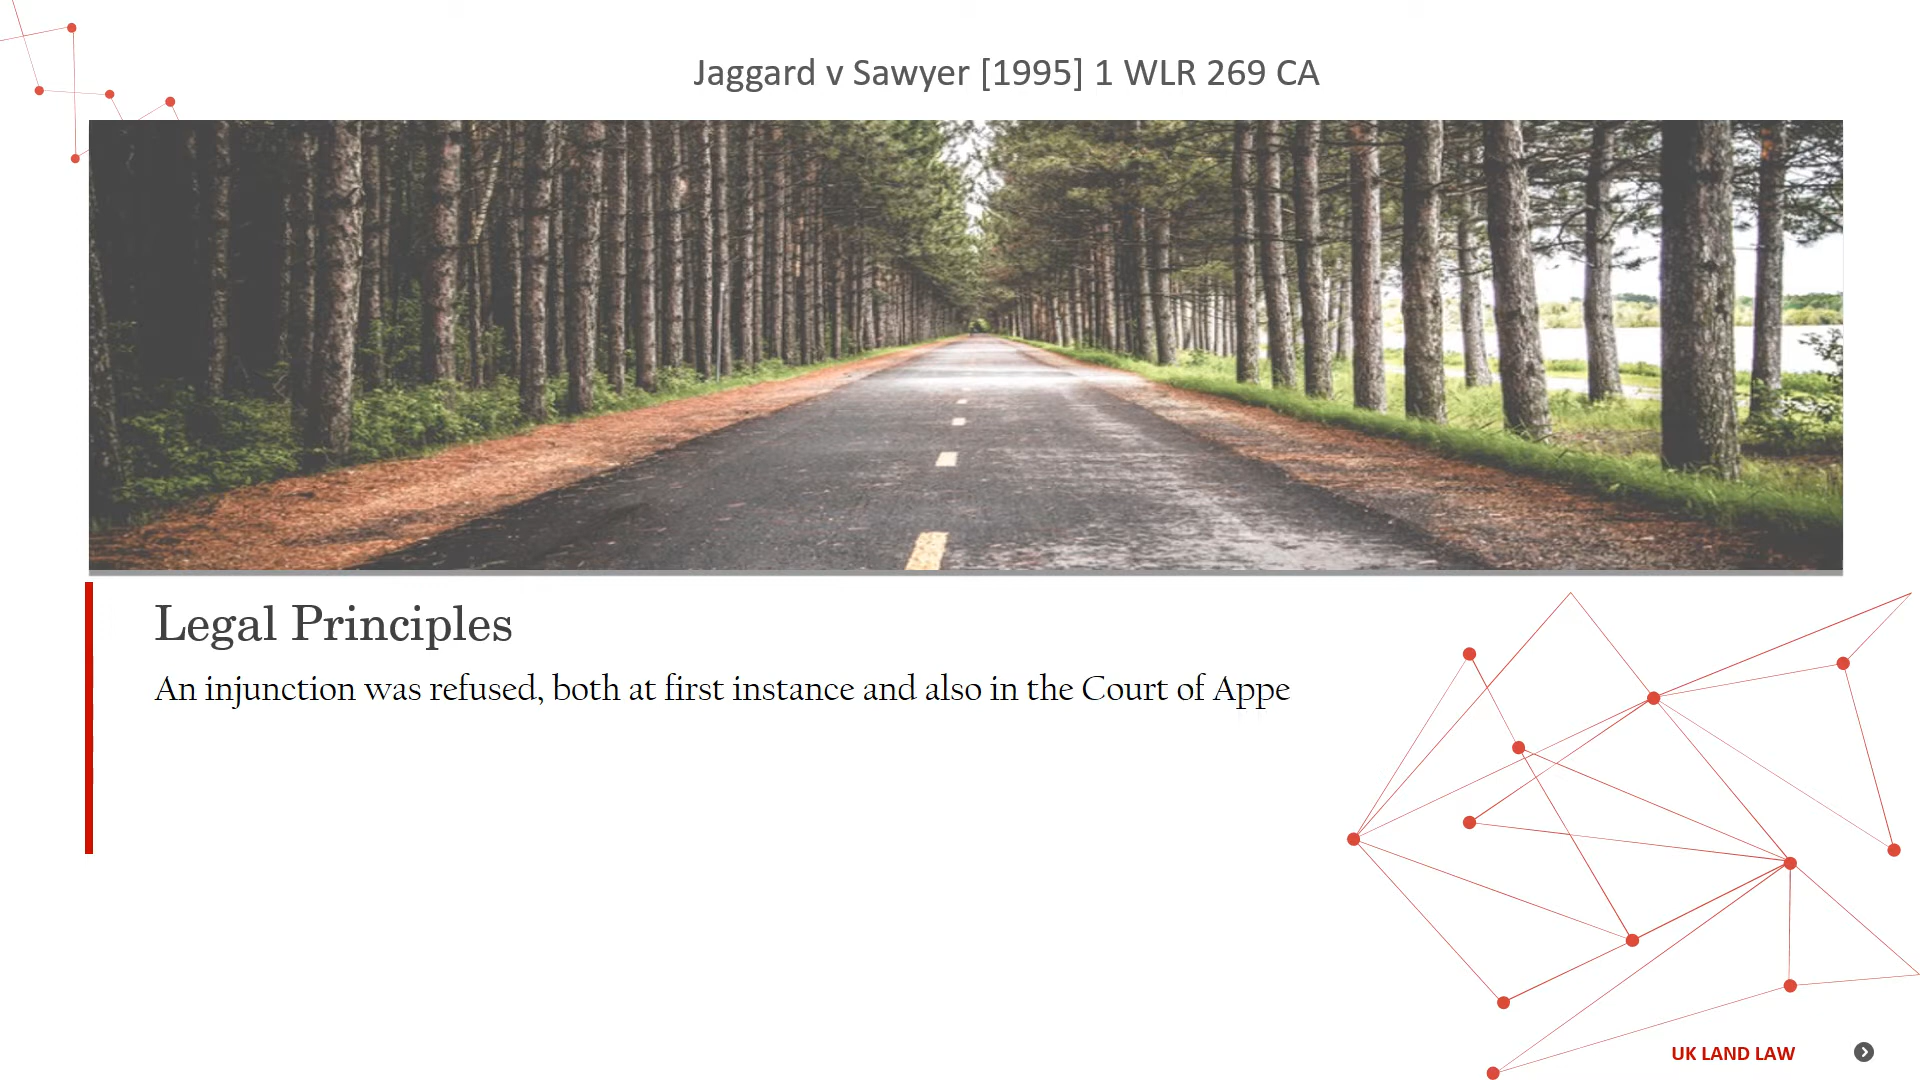 Jaggard v Sawyer [1995] 1 WLR 269 CA
Legal Principles
An injunction was refused, both at first instance and also in the Court of Appe
UK LAND LAW